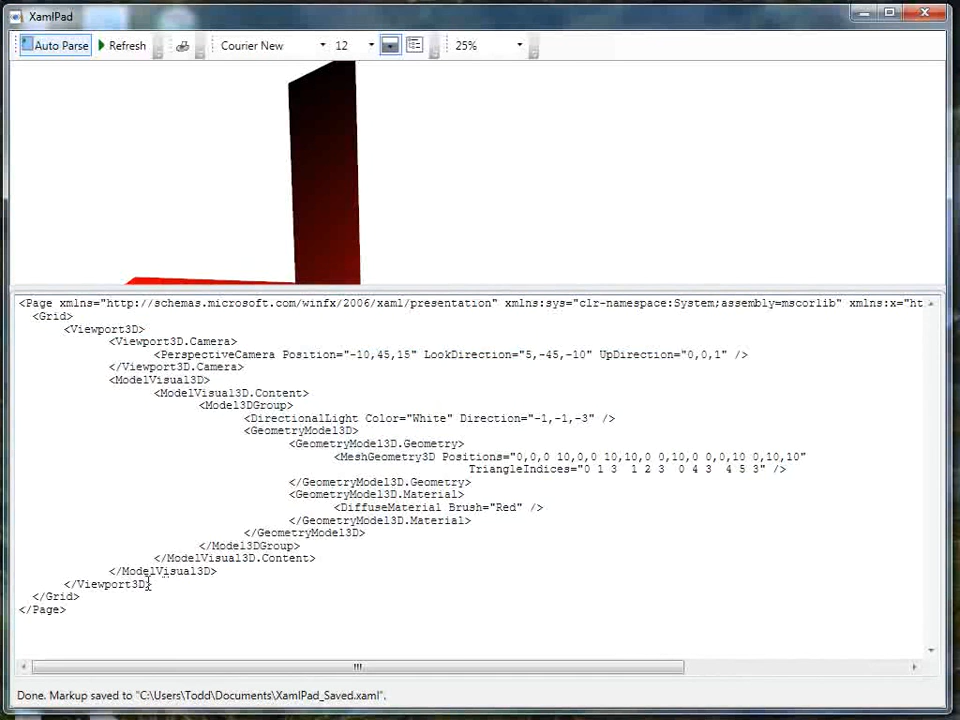 XamlPad
Auto Parse Refresh Courier New 12 25%
<Page xmlns="http://schemas.microsoft.com/winfx/2006/xaml/presentation" xmlns:sys="clr-namespace:System;assembly=mscorlib" xmlns:x="ht
<Grid>
<Viewport3D>
<Viewport3D.Camera>
<PerspectiveCamera Position="-10,45,15" LookDirection="5,-45,-10" UpDirection="0,0,1" />
</Viewport3D.Camera>
<ModelVisual3D>
<ModelVisual3D.Content>
<Model3DGroup>
<DirectionalLight Color="White" Direction="-1,-1,-3" />
<GeometryModel3D>
<GeometryModel3D.Geometry>
<MeshGeometry3D Positions="0,0,0 10,0,0 10,10,0 0,10,0 0,0,10 0,10,10"
TriangleIndices="0 1 3  1 2 3  0 4 3  4 5 3" />
</GeometryModel3D.Geometry>
<GeometryModel3D.Material>
<DiffuseMaterial Brush="Red" />
</GeometryModel3D.Material>
</GeometryModel3D>
</Model3DGroup>
</ModelVisual3D.Content>
</ModelVisual3D>
</Viewport3D>
</Grid>
</Page>
Done. Markup saved to "C:\Users\Todd\Documents\XamlPad_Saved.xaml".